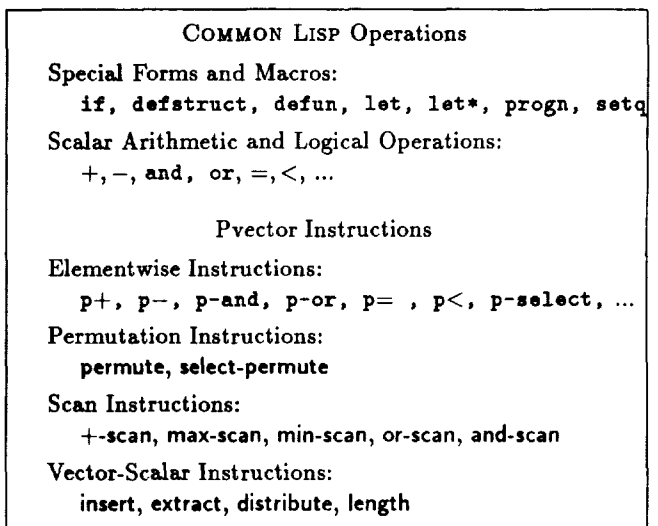 COMMON LISP Operations
Special Forms and Macros:
if, defstruct, defun, let, let*, progn, setq
Scalar Arithmetic and Logical Operations:
+, −, and, or, =, <, ...
Pvector Instructions
Elementwise Instructions:
p+, p−, p-and, p-or, p= , p<, p-select, ...
Permutation Instructions:
permute, select-permute
Scan Instructions:
+-scan, max-scan, min-scan, or-scan, and-scan
Vector-Scalar Instructions:
insert, extract, distribute, length